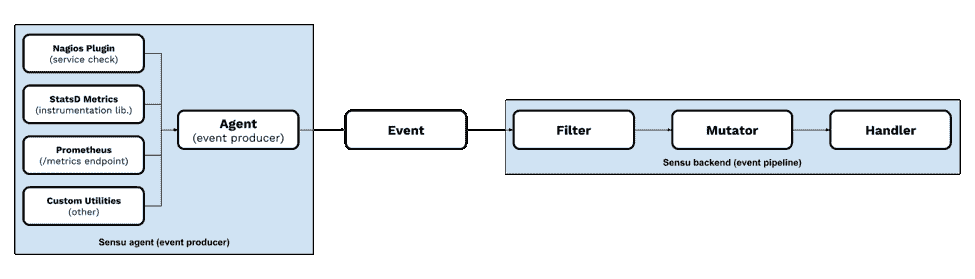 Nagios Plugin
(service check)
StatsD Metrics
(instrumentation lib.)
Prometheus
(/metrics endpoint)
Custom Utilities
(other)
Agent
(event producer)
Sensu agent (event producer)
Event
Filter
Mutator
Handler
Sensu backend (event pipeline)